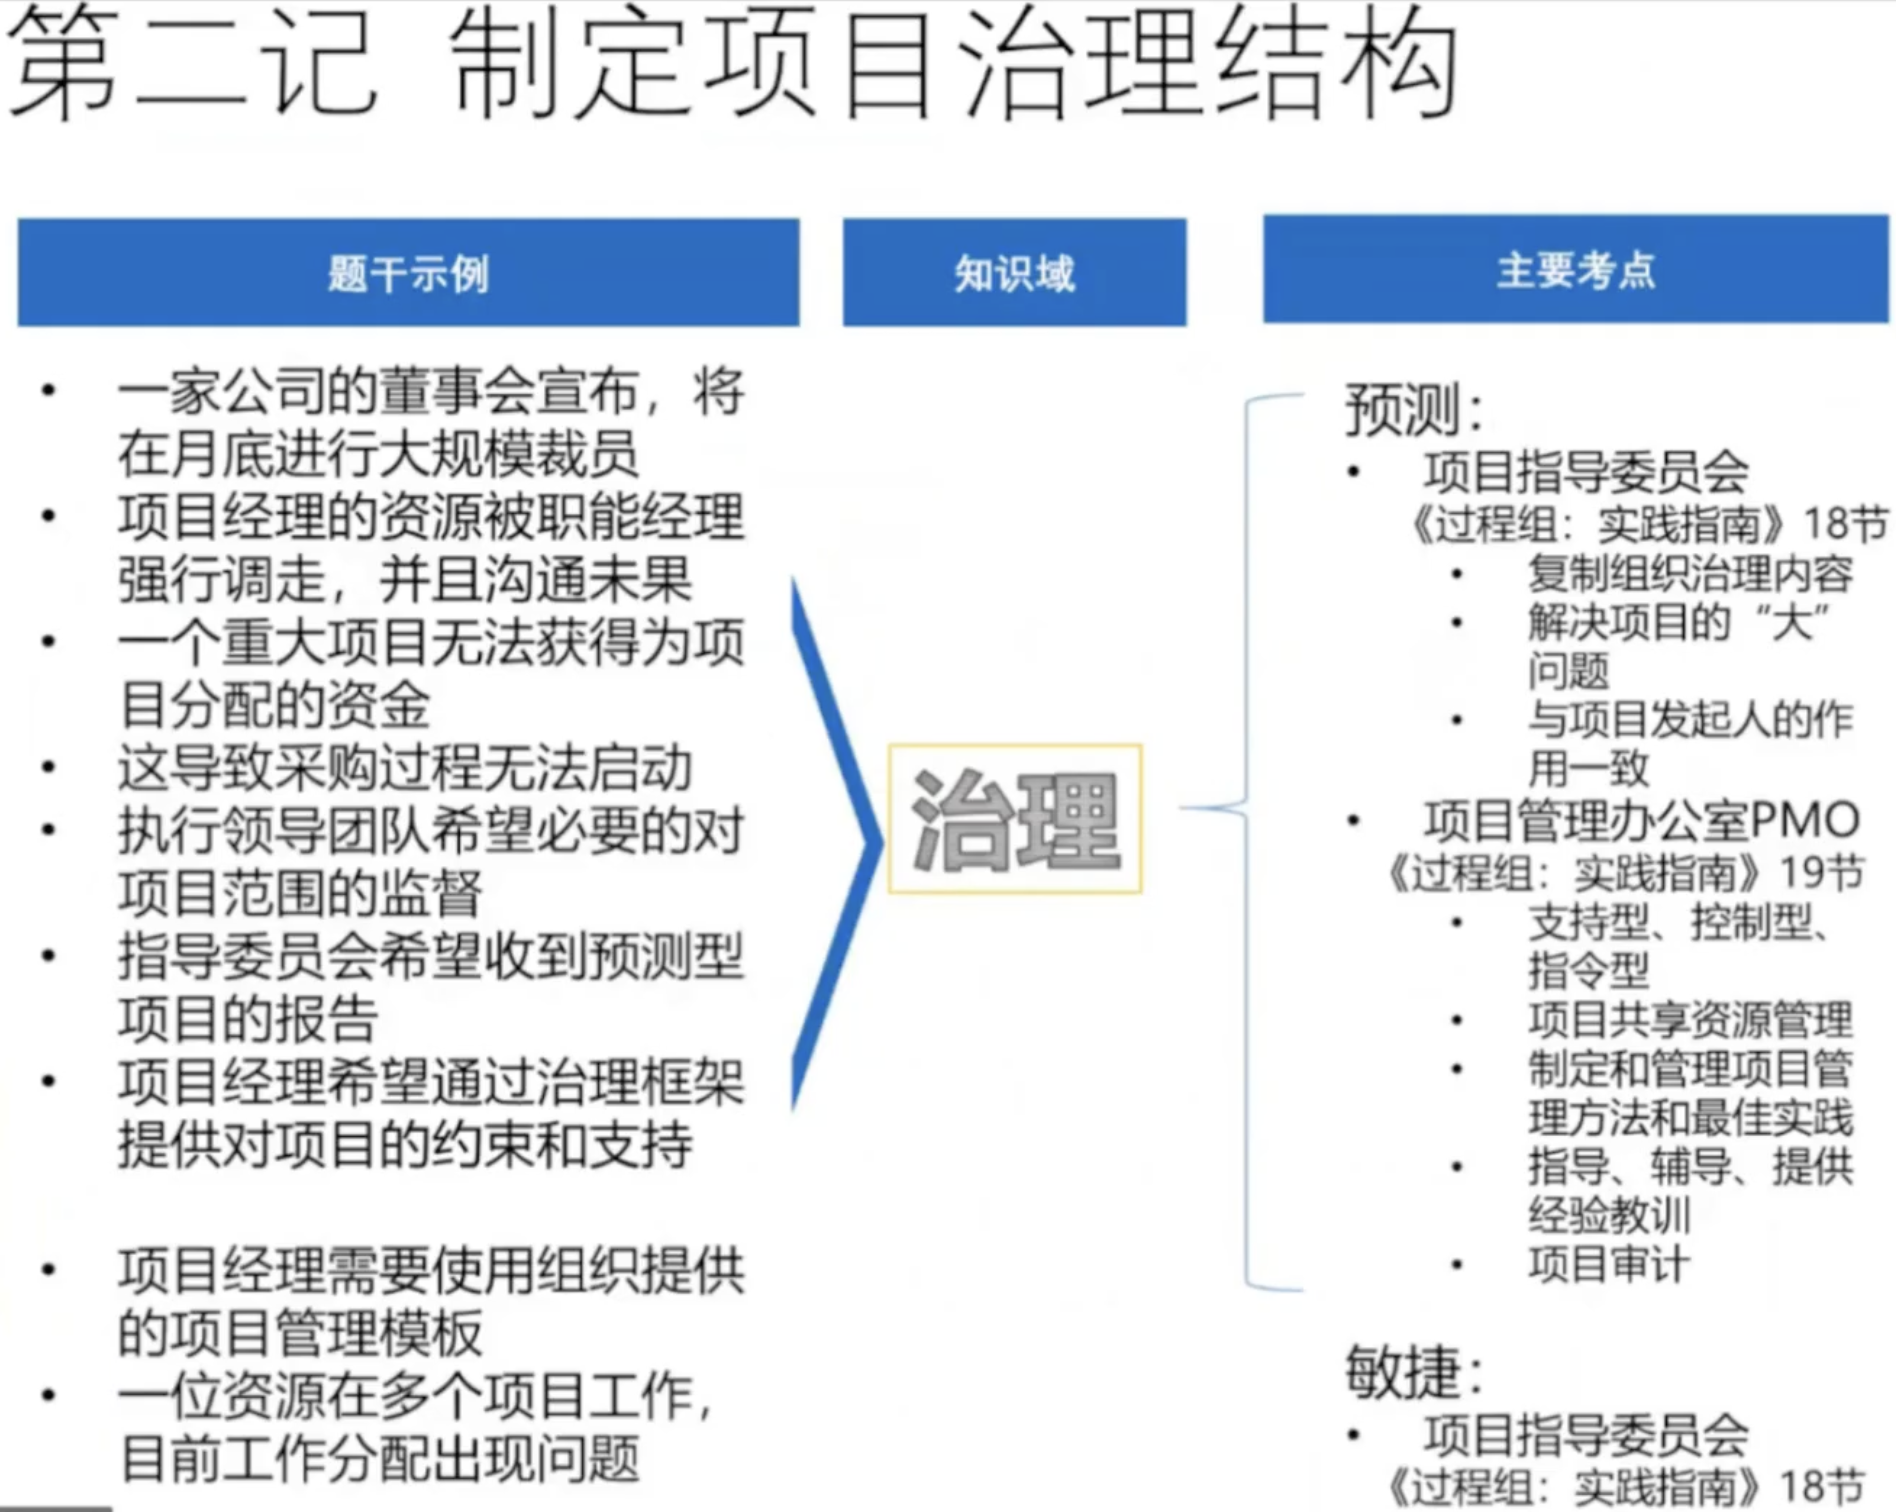 第二记 制定项目治理结构
题干示例
• 一家公司的董事会宣布，将
在月底进行大规模裁员
• 项目经理的资源被职能经理
强行调走，并且沟通未果
• 一个重大项目无法获得为项
目分配的资金
• 这导致采购过程无法启动
• 执行领导团队希望必要的对
项目范围的监督
• 指导委员会希望收到预测型
项目的报告
• 项目经理希望通过治理框架
提供对项目的约束和支持
• 项目经理需要使用组织提供
的项目管理模板
• 一位资源在多个项目工作，
目前工作分配出现问题
知识域
治理
主要考点
预测：
• 项目指导委员会
《过程组：实践指南》18节
• 复制组织治理内容
• 解决项目的“大”
问题
• 与项目发起人的作
用一致
• 项目管理办公室PMO
《过程组：实践指南》19节
• 支持型、控制型、
指令型
• 项目共享资源管理
• 制定和管理项目管
理方法和最佳实践
• 指导、辅导、提供
经验教训
• 项目审计
敏捷：
• 项目指导委员会
《过程组：实践指南》18节